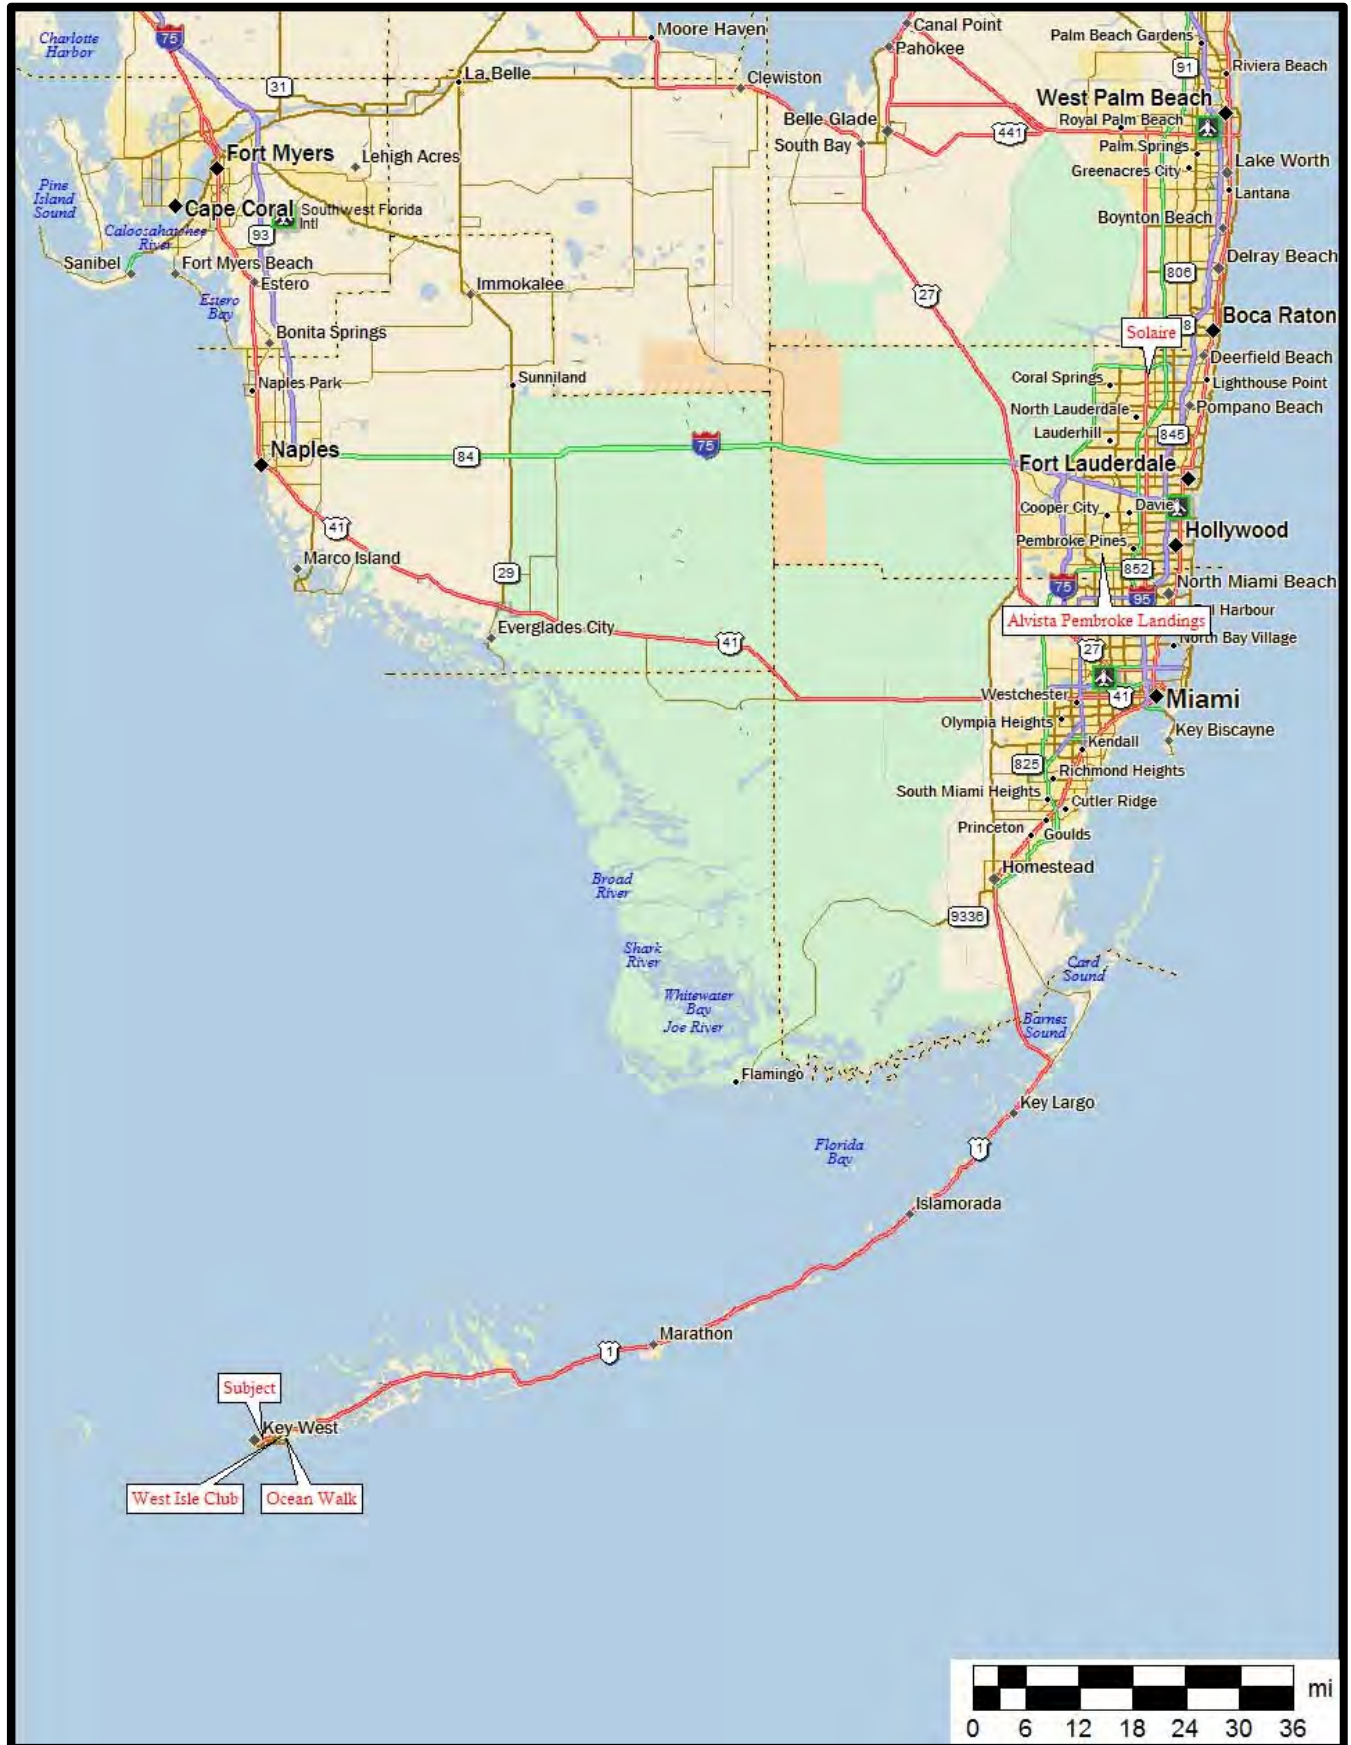 Charlotte
Harbor
75
Moore Haven
Canal Point
Pahokee
Palm Beach Gardens
91
Riviera Beach
31
La Belle
Clewiston
West Palm Beach
Belle Glade
441
Royal Palm Beach
South Bay
Palm Springs
Fort Myers
Lehigh Acres
Greenacres City
Lake Worth
Pine
Island
Sound
Lantana
Cape Coral
Southwest Florida
Intl
Boynton Beach
Caloosahatchee
River
93
Sanibel
Fort Myers Beach
Delray Beach
806
Estero
Immokalee
Estero
Bay
27
Boca Raton
Bonita Springs
Solaire
8
Deerfield Beach
Naples Park
Sunniland
Coral Springs
Lighthouse Point
North Lauderdale
Pompano Beach
Lauderhill
845
Naples
84
75
Fort Lauderdale
Cooper City
Davie
41
Hollywood
Pembroke Pines
Marco Island
852
29
75
95
North Miami Beach
l Harbour
Alvista Pembroke Landings
Everglades City
41
North Bay Village
27
Westchester
41
Miami
Olympia Heights
Key Biscayne
Kendall
825
Richmond Heights
South Miami Heights
Cutler Ridge
Princeton
Goulds
Homestead
Broad
River
9336
Shark
River
Card
Sound
Whitewater
Bay
Joe River
Barnes
Sound
Flamingo
Key Largo
Florida
Bay
1
Islamorada
Marathon
1
Subject
Key West
West Isle Club
Ocean Walk
mi
0 6 12 18 24 30 36